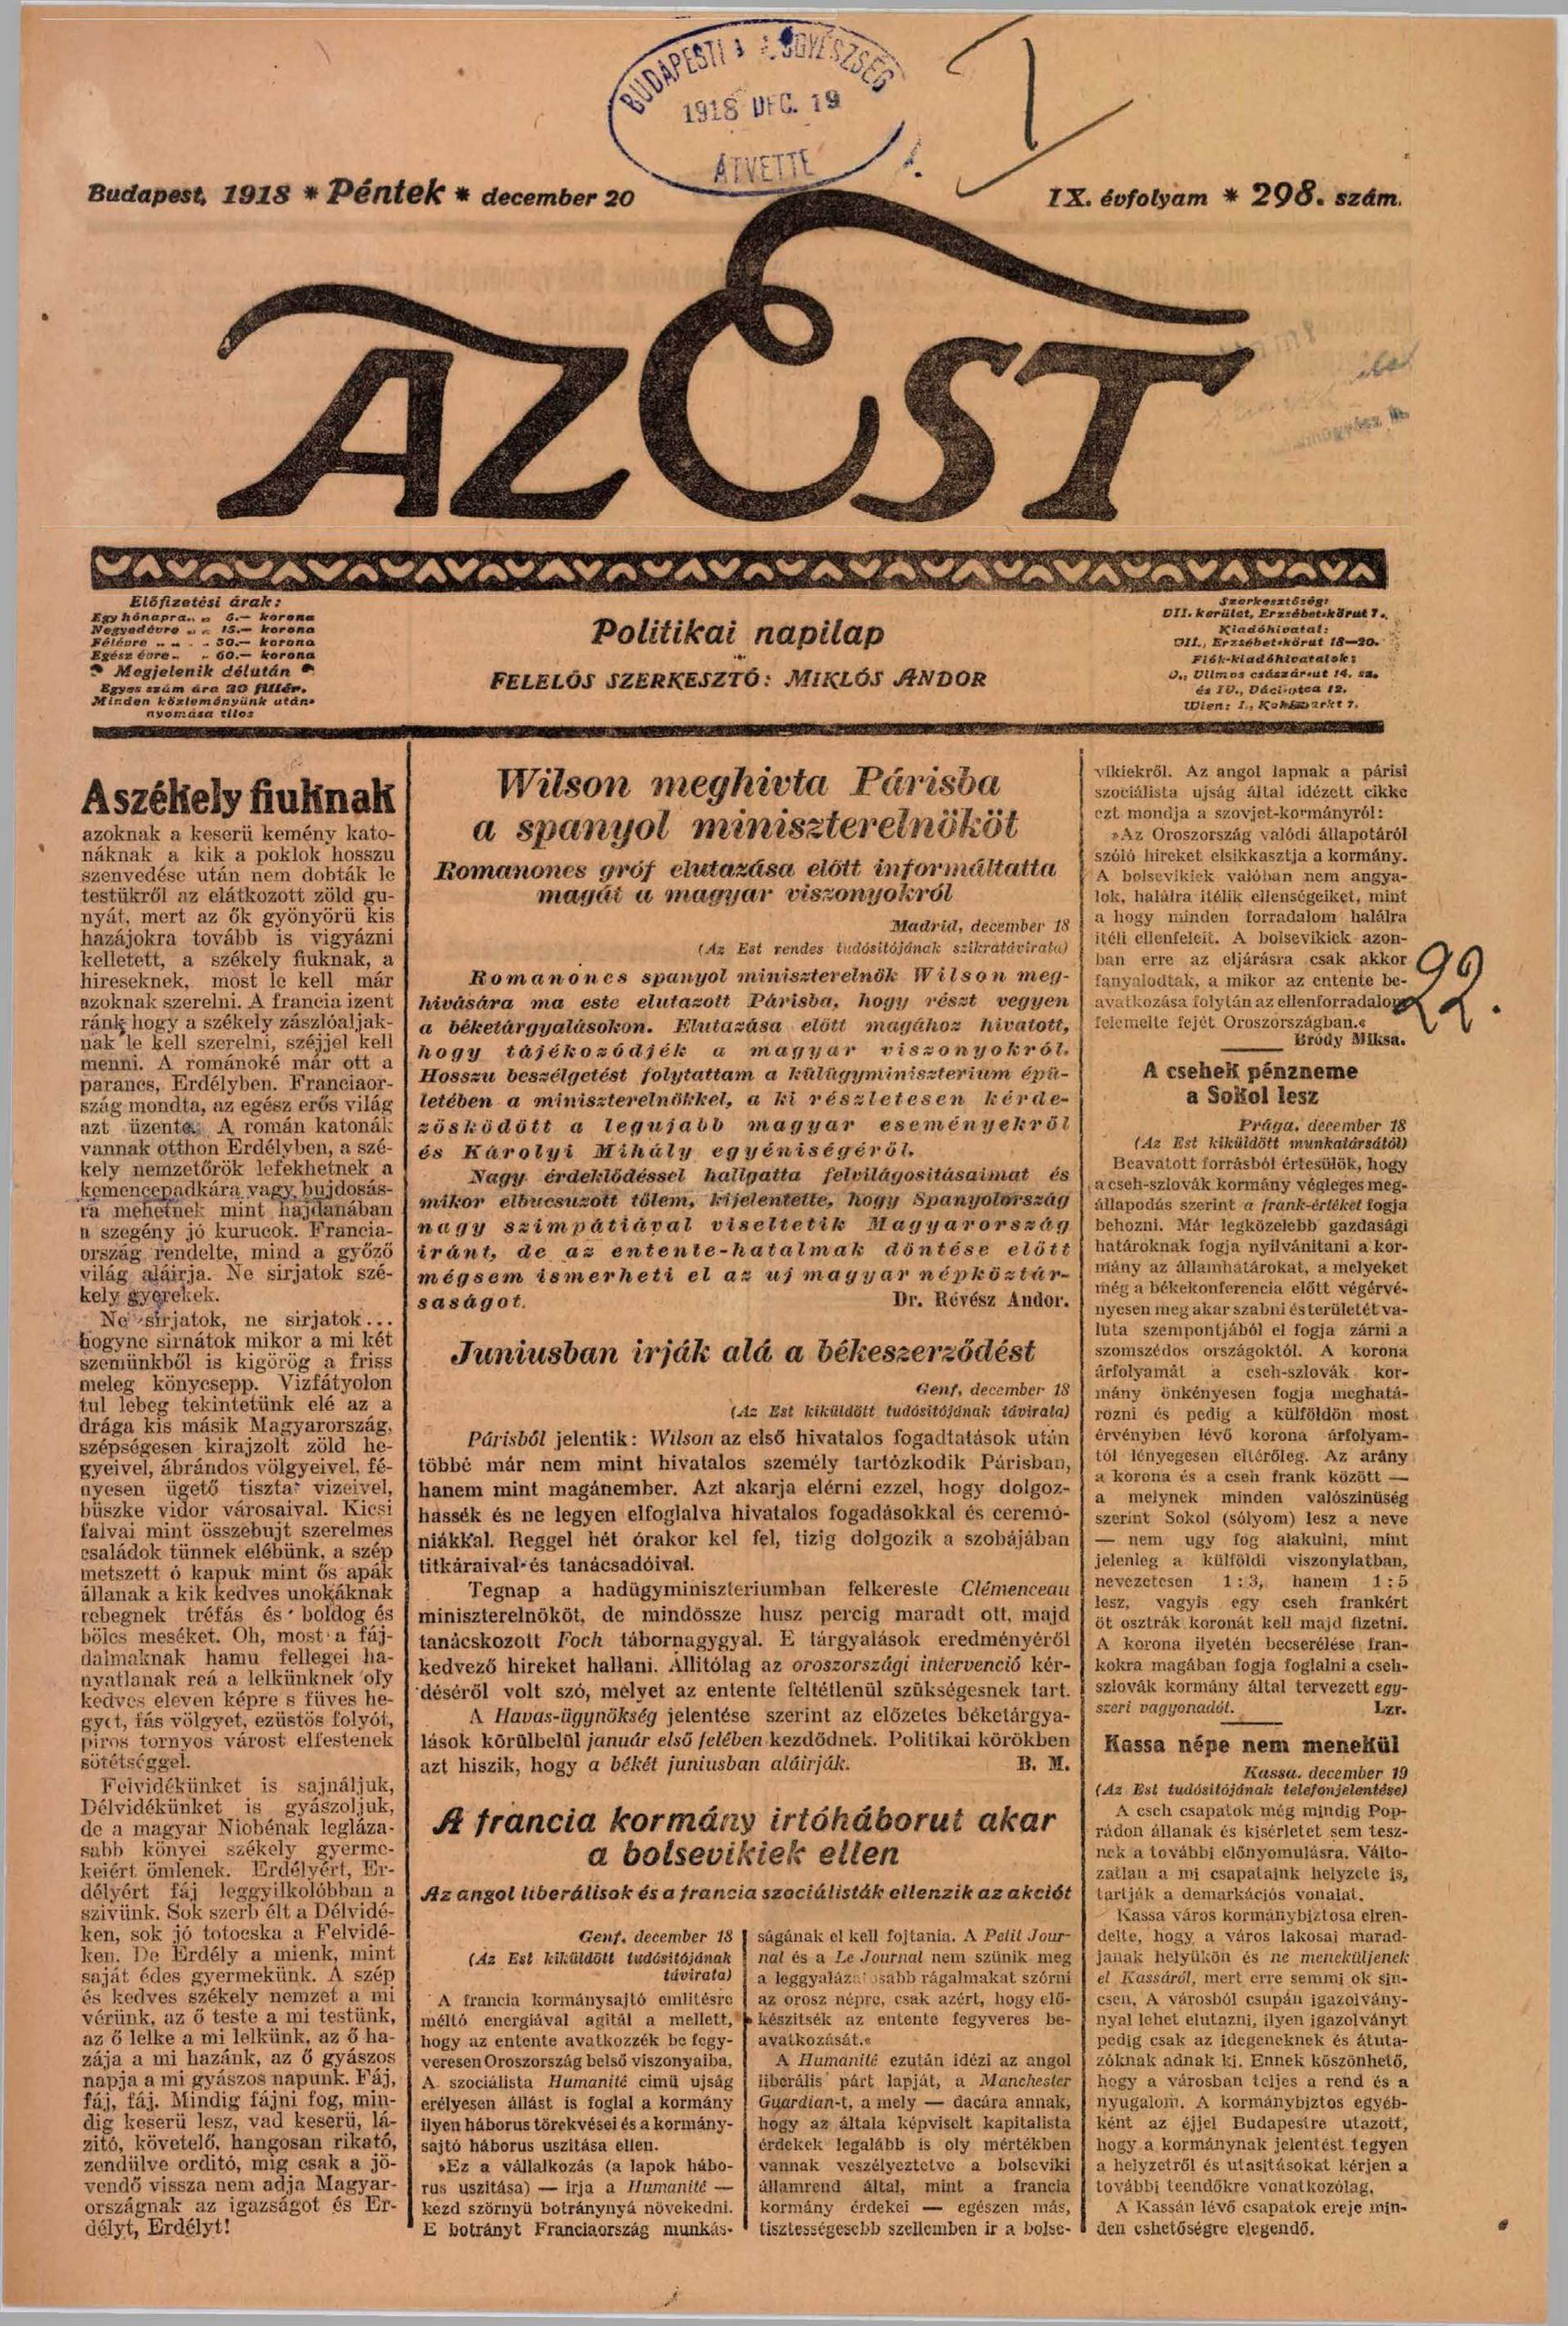 BUDAPESTI ÜGYÉSZSÉG
1918 DEC. 19
ÁTVETTE
Budapest, 1918 * Péntek * december 20
IX. évfolyam * 298. szám.
AZ EST
Előfizetési árak:
Egy hónapra.. „ 6.— korona
Negyedévre „ „ 15.— korona
Félévre .. „ . . 30.— korona
Egész évre.. .. 60.— korona
Megjelenik délután
Egyes szám ára 20 fillér.
Minden közleményünk után-
nyomása tilos
Politikai napilap
FELELŐS SZERKESZTŐ: MIKLÓS ANDOR
Szerkesztőség:
VII. kerület, Erzsébet-körut 7.
Kiadóhivatal:
VII., Erzsébet-körut 18—20.
Fiók-kiadóhivatalok:
V., Vilmos császár-ut 14. sz.
és IV., Váci-utca 12.
Wien: I., Kohlmarkt 7.
A székely fiuknak
azoknak a keserü kemény kato-
náknak a kik a poklok hosszu
szenvedése után nem dobták le
testükről az elátkozott zöld gu-
nyát, mert az ők gyönyörü kis
hazájokra tovább is vigyázni
kelletett, a székely fiuknak, a
hireseknek, most le kell már
azoknak szerelni. A francia izent
ránk hogy a székely zászlóaljak-
nak le kell szerelni, széjjel kell
menni. A románoké már ott a
parancs, Erdélyben. Franciaor-
szág mondta, az egész erős világ
azt üzente. A román katonák
vannak otthon Erdélyben, a szé-
kely nemzetőrök lefekhetnek a
kemencepadkára vagy bujdosás-
ra mehetnek mint hajdanában
a szegény jó kurucok. Francia-
ország rendelte, mind a győző
világ aláirja. Ne sirjatok szé-
kely gyerekek.
Ne sirjatok, ne sirjatok...
hogyne sirnátok mikor a mi két
szemünkből is kigörög a friss
meleg könycsepp. Vizfátyolon
tul lebeg tekintetünk elé az a
drága kis másik Magyarország,
szépségesen kirajzolt zöld he-
gyeivel, ábrándos völgyeivel, fé-
nyesen ügető tiszta vizeivel,
büszke vidor városaival. Kicsi
falvai mint összebujt szerelmes
családok tünnek elébünk, a szép
metszett ó kapuk mint ős apák
állanak a kik kedves unokáknak
rebegnek tréfás és boldog és
bölcs meséket. Oh, most a fáj-
dalmaknak hamu fellegei ha-
nyatlanak reá a lelkünknek oly
kedves eleven képre s füves he-
gyet, fás völgyet, ezüstös folyót,
piros tornyos várost elfestenek
sötétséggel.
Felvidékünket is sajnáljuk,
Délvidékünket is gyászoljuk,
de a magyar Niobénak legláza-
sabb könyei székely gyerme-
keiért ömlenek. Erdélyért, Er-
délyért fáj leggyilkolóbban a
szivünk. Sok szerb élt a Délvidé-
ken, sok jó totocska a Felvidé-
ken. De Erdély a mienk, mint
saját édes gyermekünk. A szép
és kedves székely nemzet a mi
vérünk, az ő teste a mi testünk,
az ő lelke a mi lelkünk, az ő ha-
zája a mi hazánk, az ő gyászos
napja a mi gyászos napunk. Fáj,
fáj, fáj. Mindig fájni fog, min-
dig keserü lesz, vad keserü, lá-
zitó, követelő, hangosan rikató,
zendülve orditó, mig csak a jö-
vendő vissza nem adja Magyar-
országnak az igazságot és Er-
délyt, Erdélyt!
Wilson meghivta Párisba
a spanyol miniszterelnököt
Romanones gróf elutazása előtt informáltatta
magát a magyar viszonyokról
Madrid, december 18
(Az Est rendes tudósitójának szikratávirata)
Romanones spanyol miniszterelnök Wilson meg-
hivására ma este elutazott Párisba, hogy részt vegyen
a béketárgyalásokon. Elutazása előtt magához hivatott,
hogy tájékozódjék a magyar viszonyokról.
Hosszu beszélgetést folytattam a külügyminiszterium épü-
letében a miniszterelnökkel, a ki részletesen kérde-
zősködött a legujabb magyar eseményekről
és Károlyi Mihály egyéniségéről.
Nagy érdeklődéssel hallgatta felvilágositásaimat és
mikor elbucsuzott tőlem, kijelentette, hogy Spanyolország
nagy szimpátiával viseltetik Magyarország
iránt, de az entente-hatalmak döntése előtt
mégsem ismerheti el az uj magyar népköztár-
saságot.
Dr. Révész Andor.
Juniusban irják alá a békeszerződést
Genf, december 18
(Az Est kiküldött tudósitójának távirata)
Párisból jelentik: Wilson az első hivatalos fogadtatások után
többé már nem mint hivatalos személy tartózkodik Párisban,
hanem mint magánember. Azt akarja elérni ezzel, hogy dolgoz-
hassék és ne legyen elfoglalva hivatalos fogadásokkal és ceremó-
niákkal. Reggel hét órakor kel fel, tizig dolgozik a szobájában
titkáraival és tanácsadóival.
Tegnap a hadügyminiszteriumban felkereste Clémenceau
miniszterelnököt, de mindössze husz percig maradt ott, majd
tanácskozott Foch tábornagygyal. E tárgyalások eredményéről
kedvező hireket hallani. Állitólag az oroszországi intervenció kér-
déséről volt szó, melyet az entente feltétlenül szükségesnek tart.
A Havas-ügynökség jelentése szerint az előzetes béketárgya-
lások körülbelül január első felében kezdődnek. Politikai körökben
azt hiszik, hogy a békét juniusban aláirják.
B. M.
A francia kormány irtóháborut akar
a bolsevikiek ellen
Az angol liberálisok és a francia szociálisták ellenzik az akciót
Genf, december 18
(Az Est kiküldött tudósitójának
távirata)
A francia kormánysajtó emlitésre
méltó energiával agitál a mellett,
hogy az entente avatkozzék be fegy-
veresen Oroszország belső viszonyaiba.
A szociálista Humanité cimü ujság
erélyesen állást is foglal a kormány
ilyen háborus törekvései és a kormány-
sajtó háborus uszitása ellen.
»Ez a vállalkozás (a lapok hábo-
rus uszitása) — irja a Humanité —
kezd szörnyü botránynyá növekedni.
E botrányt Franciaország munkás-
ságának el kell fojtania. A Petit Jour-
nal és a Le Journal nem szünik meg
a leggyalázatosabb rágalmakat szórni
az orosz népre, csak azért, hogy elő-
készitsék az entente fegyveres be-
avatkozását.«
A Humanité ezután idézi az angol
liberális párt lapját, a Manchester
Guardian-t, a mely — dacára annak,
hogy az általa képviselt kapitalista
érdekek legalább is oly mértékben
vannak veszélyeztetve a bolseviki
államrend által, mint a francia
kormány érdekei — egészen más,
tisztességesebb szellemben ir a bolse-
vikiekről. Az angol lapnak a párisi
szociálista ujság által idézett cikke
ezt mondja a szovjet-kormányról:
»Az Oroszország valódi állapotáról
szóló hireket elsikkasztja a kormány.
A bolsevikiek valóban nem angya-
lok, halálra itélik ellenségeiket, mint
a hogy minden forradalom halálra
itéli ellenfeleit. A bolsevikiek azon-
ban erre az eljárásra csak akkor
fanyalodtak, a mikor az entente be-
avatkozása folytán az ellenforradalom
felemelte fejét Oroszországban.«
Bródy Miksa.
99.
A csehek pénzneme
a Sokol lesz
Prága, december 18
(Az Est kiküldött munkatársától)
Beavatott forrásból értesülök, hogy
a cseh-szlovák kormány végleges meg-
állapodás szerint a frank-értéket fogja
behozni. Már legközelebb gazdasági
határoknak fogja nyilvánitani a kor-
mány az államhatárokat, a melyeket
még a békekonferencia előtt végérvé-
nyesen meg akar szabni és területét va-
luta szempontjából el fogja zárni a
szomszédos országoktól. A korona
árfolyamát a cseh-szlovák kor-
mány önkényesen fogja meghatá-
rozni és pedig a külföldön most
érvényben lévő korona árfolyam-
tól lényegesen eltérőleg. Az arány
a korona és a cseh frank között —
a melynek minden valószinüség
szerint Sokol (sólyom) lesz a neve
— nem ugy fog alakulni, mint
jelenleg a külföldi viszonylatban,
nevezetesen 1 : 3, hanem 1 : 5
lesz, vagyis egy cseh frankért
öt osztrák koronát kell majd fizetni.
A korona ilyetén becserélése fran-
kokra magában fogja foglalni a cseh-
szlovák kormány által tervezett egy-
szeri vagyonadót.
Lzr.
Kassa népe nem menekül
Kassa, december 19
(Az Est tudósitójának telefonjelentése)
A cseh csapatok még mindig Pop-
rádon állanak és kisérletet sem tesz-
nek a további előnyomulásra. Válto-
zatlan a mi csapataink helyzete is,
tartják a demarkációs vonalat.
Kassa város kormánybiztosa elren-
delte, hogy a város lakosai marad-
janak helyükön és ne meneküljenek
el Kassáról, mert erre semmi ok sin-
csen. A városból csupán igazolvány-
nyal lehet elutazni, ilyen igazolványt
pedig csak az idegeneknek és átuta-
zóknak adnak ki. Ennek köszönhető,
hogy a városban teljes a rend és a
nyugalom. A kormánybiztos egyéb-
ként az éjjel Budapestre utazott,
hogy a kormánynak jelentést tegyen
a helyzetről és utasitásokat kérjen a
további teendőkre vonatkozólag.
A Kassán lévő csapatok ereje min-
den eshetőségre elegendő.